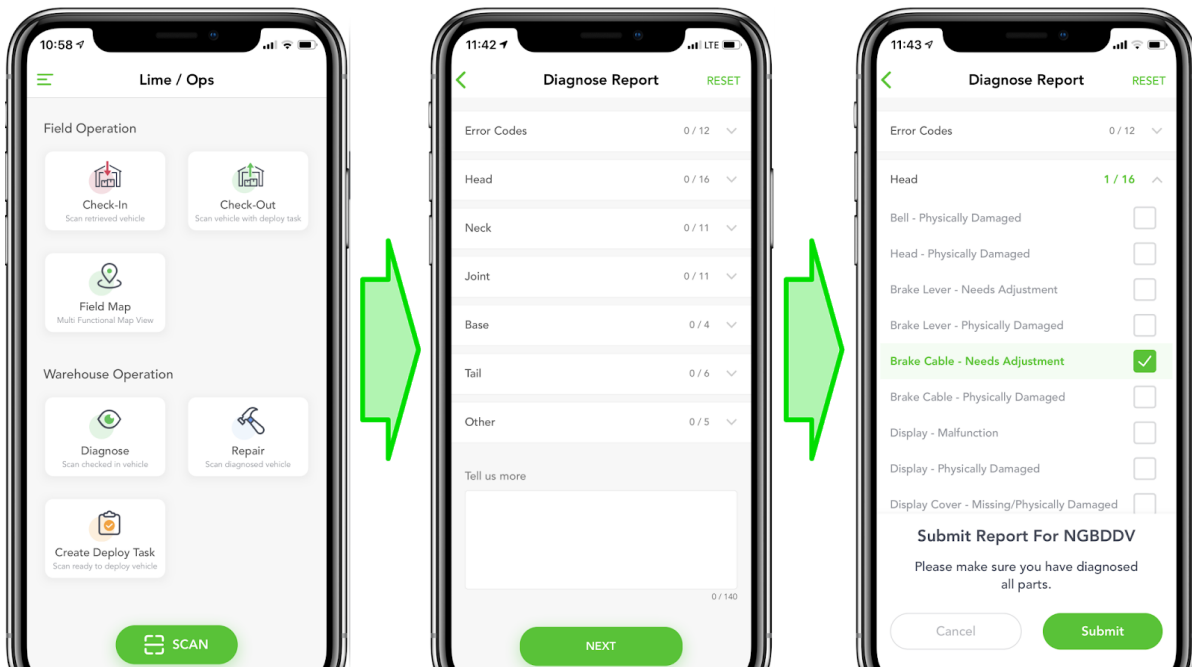 10:58
Lime / Ops
Field Operation
Check-In
Scan retrieved vehicle
Check-Out
Scan vehicle with deploy task
Field Map
Multi Functional Map View
Warehouse Operation
Diagnose
Scan checked in vehicle
Repair
Scan diagnosed vehicle
Create Deploy Task
Scan ready to deploy vehicle
SCAN
11:42
LTE
Diagnose Report
RESET
Error Codes 0 / 12
Head 0 / 16
Neck 0 / 11
Joint 0 / 11
Base 0 / 4
Tail 0 / 6
Other 0 / 5
Tell us more
0 / 140
NEXT
11:43
Diagnose Report
RESET
Error Codes 0 / 12
Head 1 / 16
Bell - Physically Damaged
Head - Physically Damaged
Brake Lever - Needs Adjustment
Brake Lever - Physically Damaged
Brake Cable - Needs Adjustment
Brake Cable - Physically Damaged
Display - Malfunction
Display - Physically Damaged
Display Cover - Missing/Physically Damaged
Submit Report For NGBDDV
Please make sure you have diagnosed
all parts.
Cancel
Submit